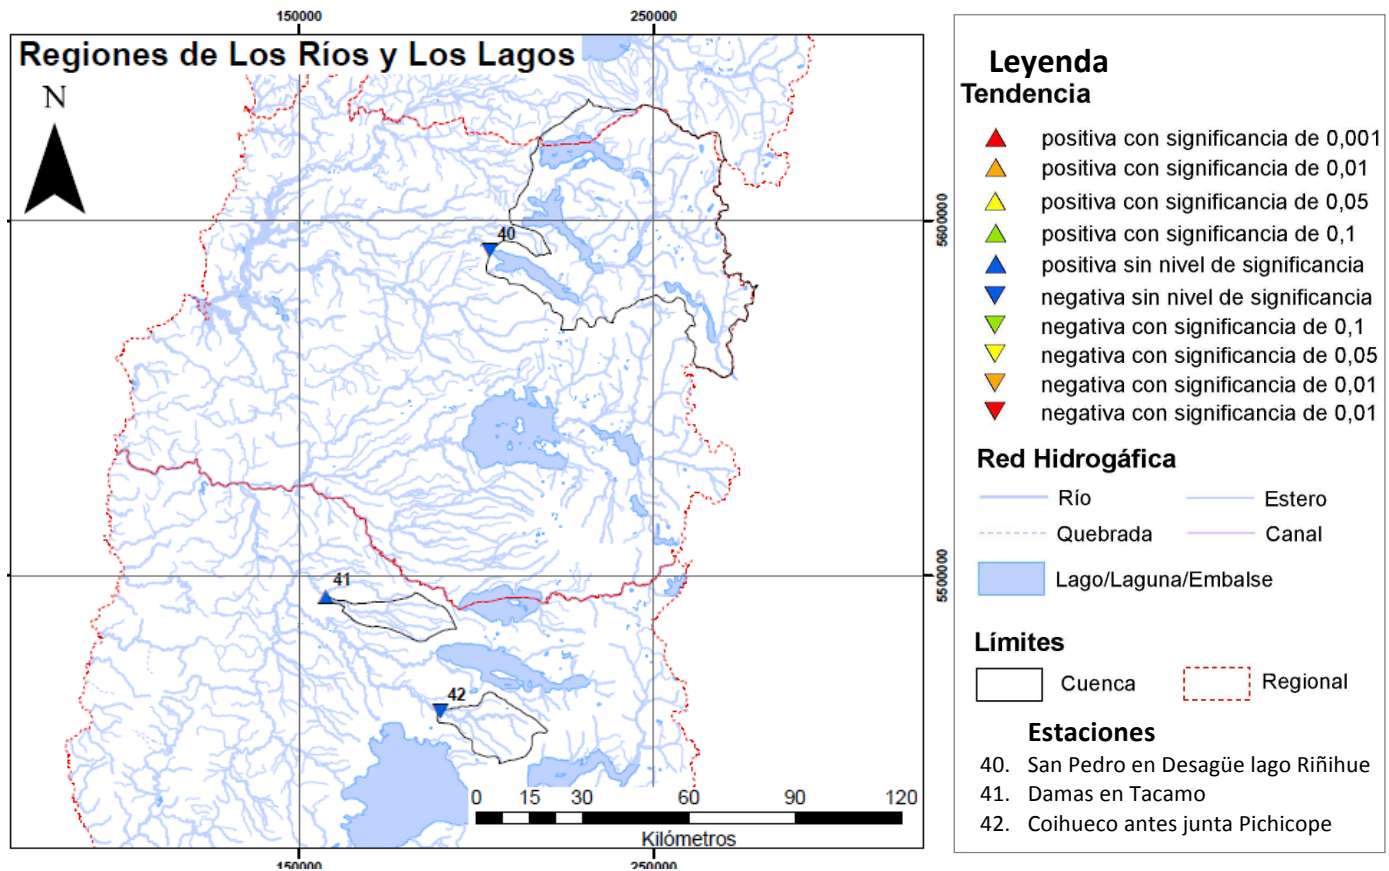 150000
250000
Regiones de Los Ríos y Los Lagos
N
5600000
40
41
5500000
42
0 15 30 60 90 120
Kilómetros
150000
250000
Leyenda
Tendencia
positiva con significancia de 0,001
positiva con significancia de 0,01
positiva con significancia de 0,05
positiva con significancia de 0,1
positiva sin nivel de significancia
negativa sin nivel de significancia
negativa con significancia de 0,1
negativa con significancia de 0,05
negativa con significancia de 0,01
negativa con significancia de 0,01
Red Hidrogáfica
Río Estero
Quebrada Canal
Lago/Laguna/Embalse
Límites
Cuenca Regional
Estaciones
40. San Pedro en Desagüe lago Riñihue
41. Damas en Tacamo
42. Coihueco antes junta Pichicope